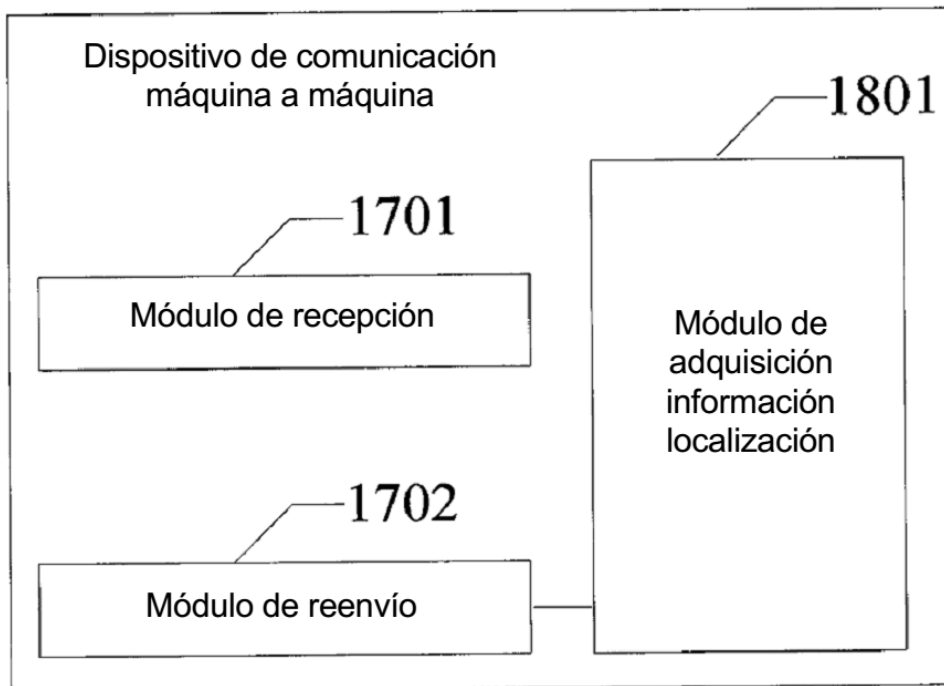 Dispositivo de comunicación
máquina a máquina
1801
1701
Módulo de recepción
Módulo de
adquisición
información
localización
1702
Módulo de reenvío